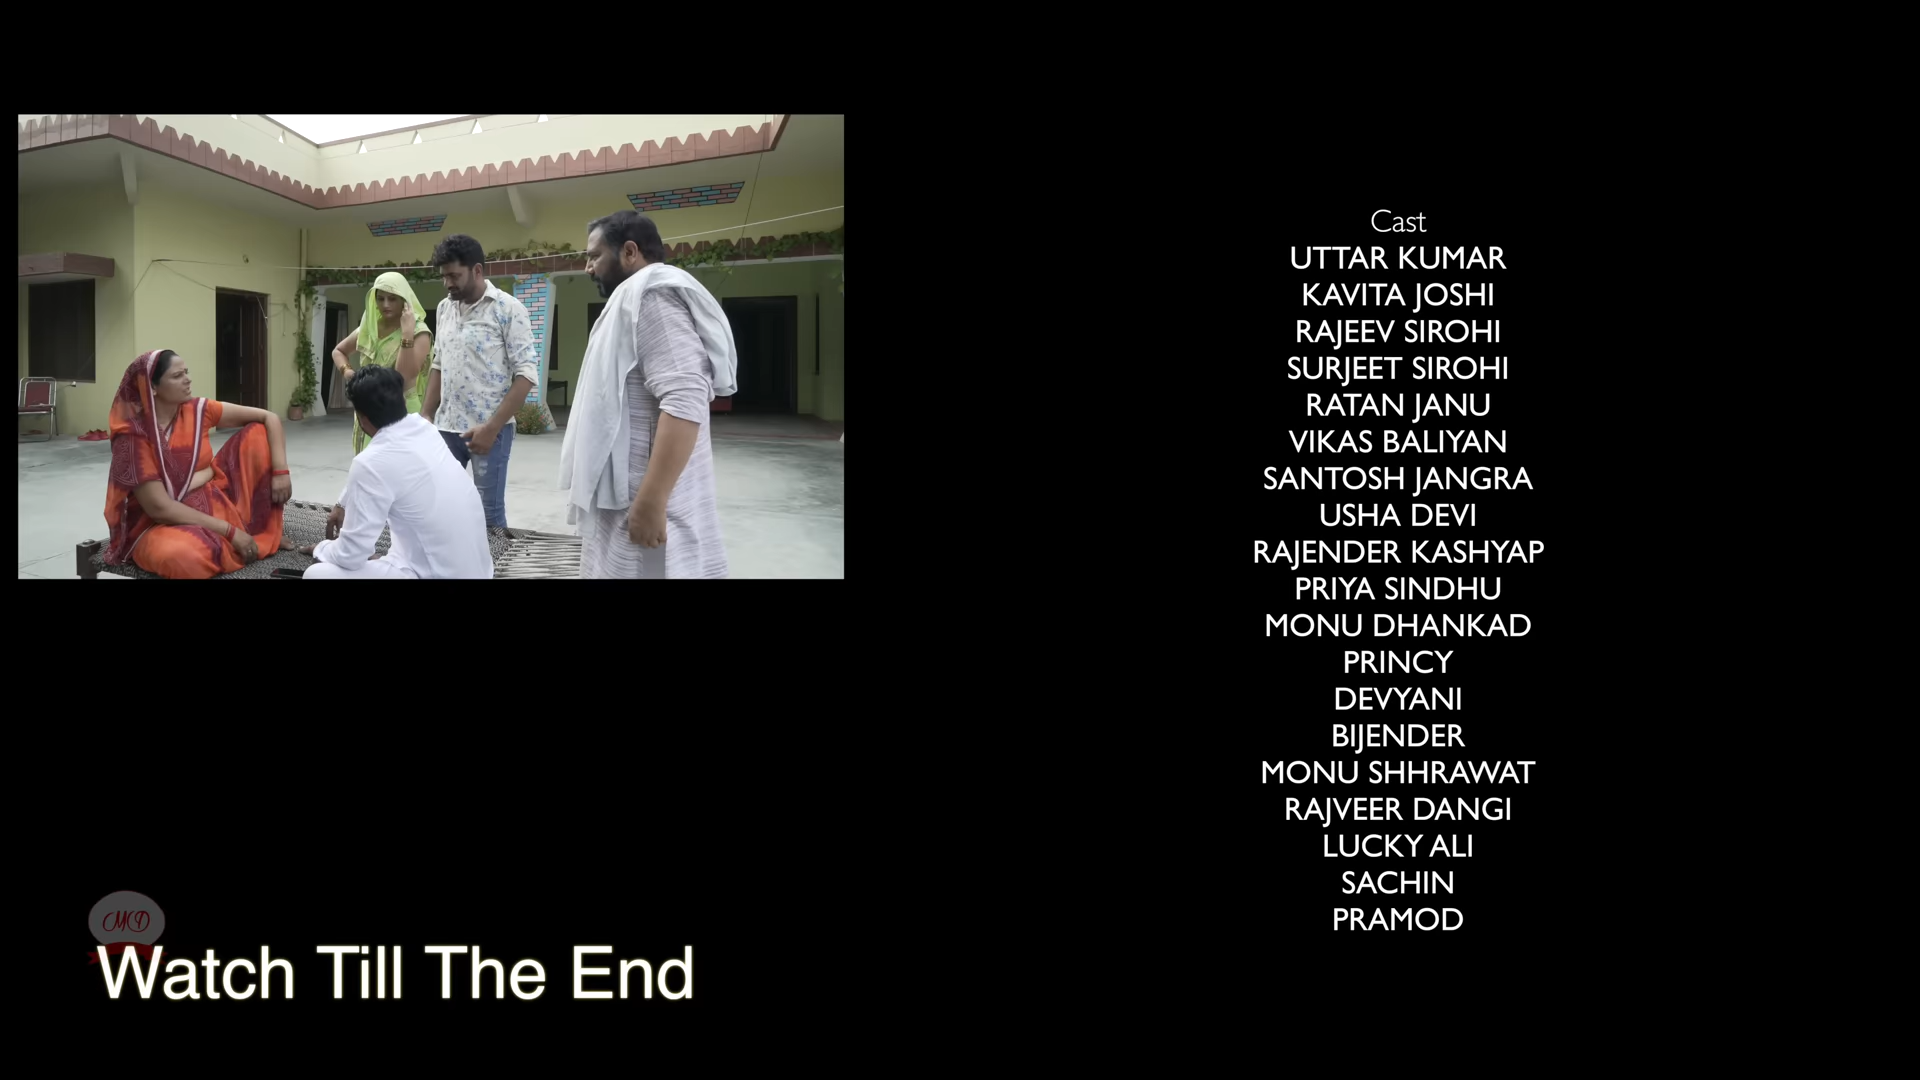 Cast
UTTAR KUMAR
KAVITA JOSHI
RAJEEV SIROHI
SURJEET SIROHI
RATAN JANU
VIKAS BALIYAN
SANTOSH JANGRA
USHA DEVI
RAJENDER KASHYAP
PRIYA SINDHU
MONU DHANKAD
PRINCY
DEVYANI
BIJENDER
MONU SHHRAWAT
RAJVEER DANGI
LUCKY ALI
SACHIN
PRAMOD
MD
Watch Till The End